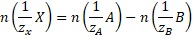 n(1/z_x X) = n(1/z_A A) − n(1/z_B B)